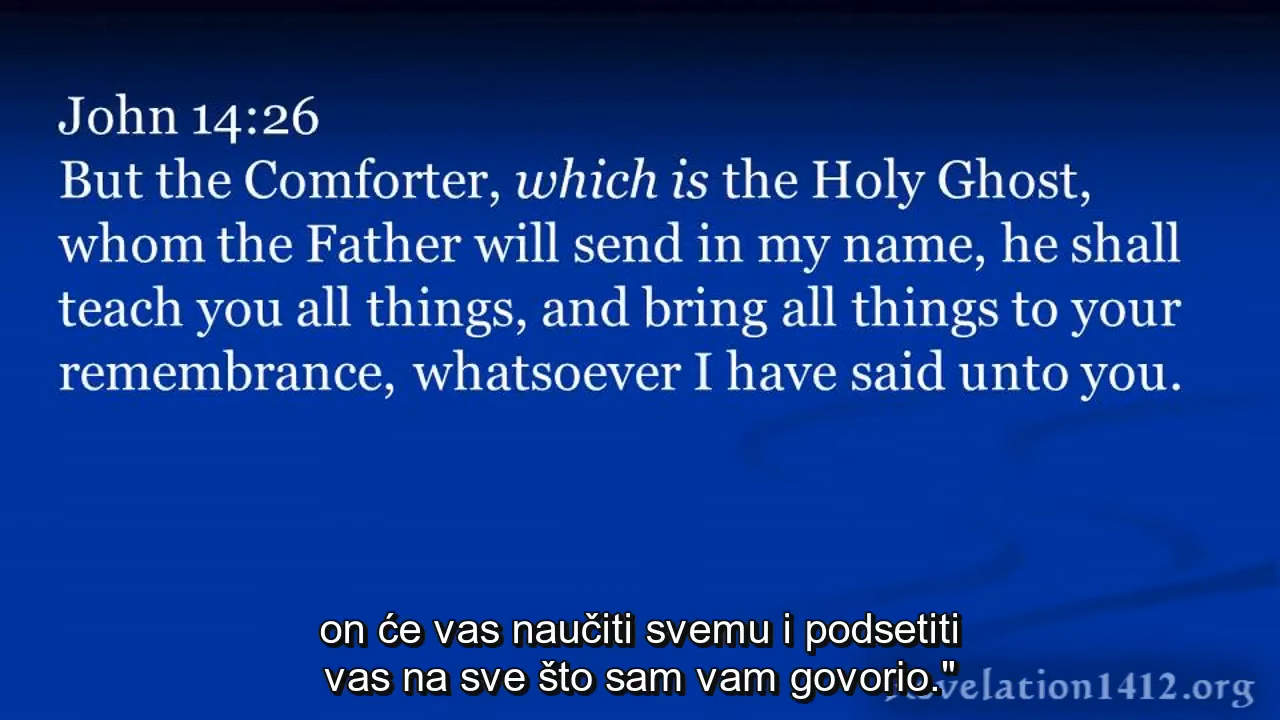 John 14:26
But the Comforter, which is the Holy Ghost,
whom the Father will send in my name, he shall
teach you all things, and bring all things to your
remembrance, whatsoever I have said unto you.
on će vas naučiti svemu i podsetiti
vas na sve što sam vam govorio."
Revelation1412.org